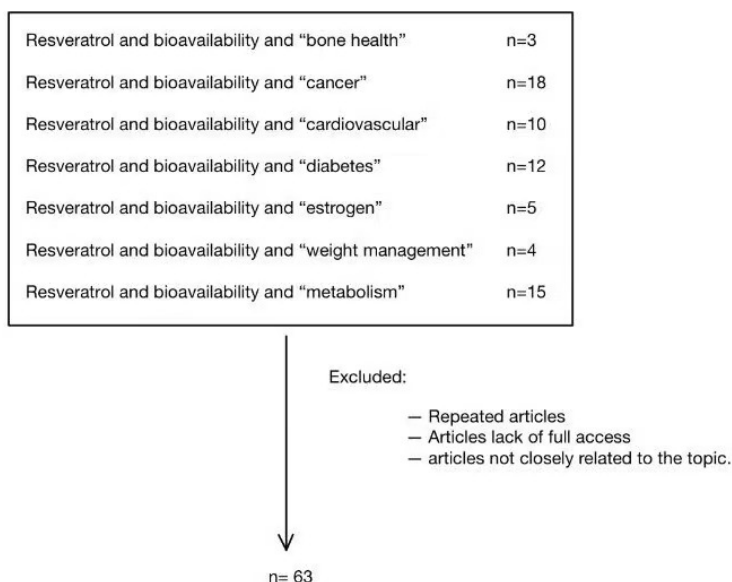 Resveratrol and bioavailability and “bone health” n=3
Resveratrol and bioavailability and “cancer” n=18
Resveratrol and bioavailability and “cardiovascular” n=10
Resveratrol and bioavailability and “diabetes” n=12
Resveratrol and bioavailability and “estrogen” n=5
Resveratrol and bioavailability and “weight management” n=4
Resveratrol and bioavailability and “metabolism” n=15
Excluded:
— Repeated articles
— Articles lack of full access
— articles not closely related to the topic.
n= 63